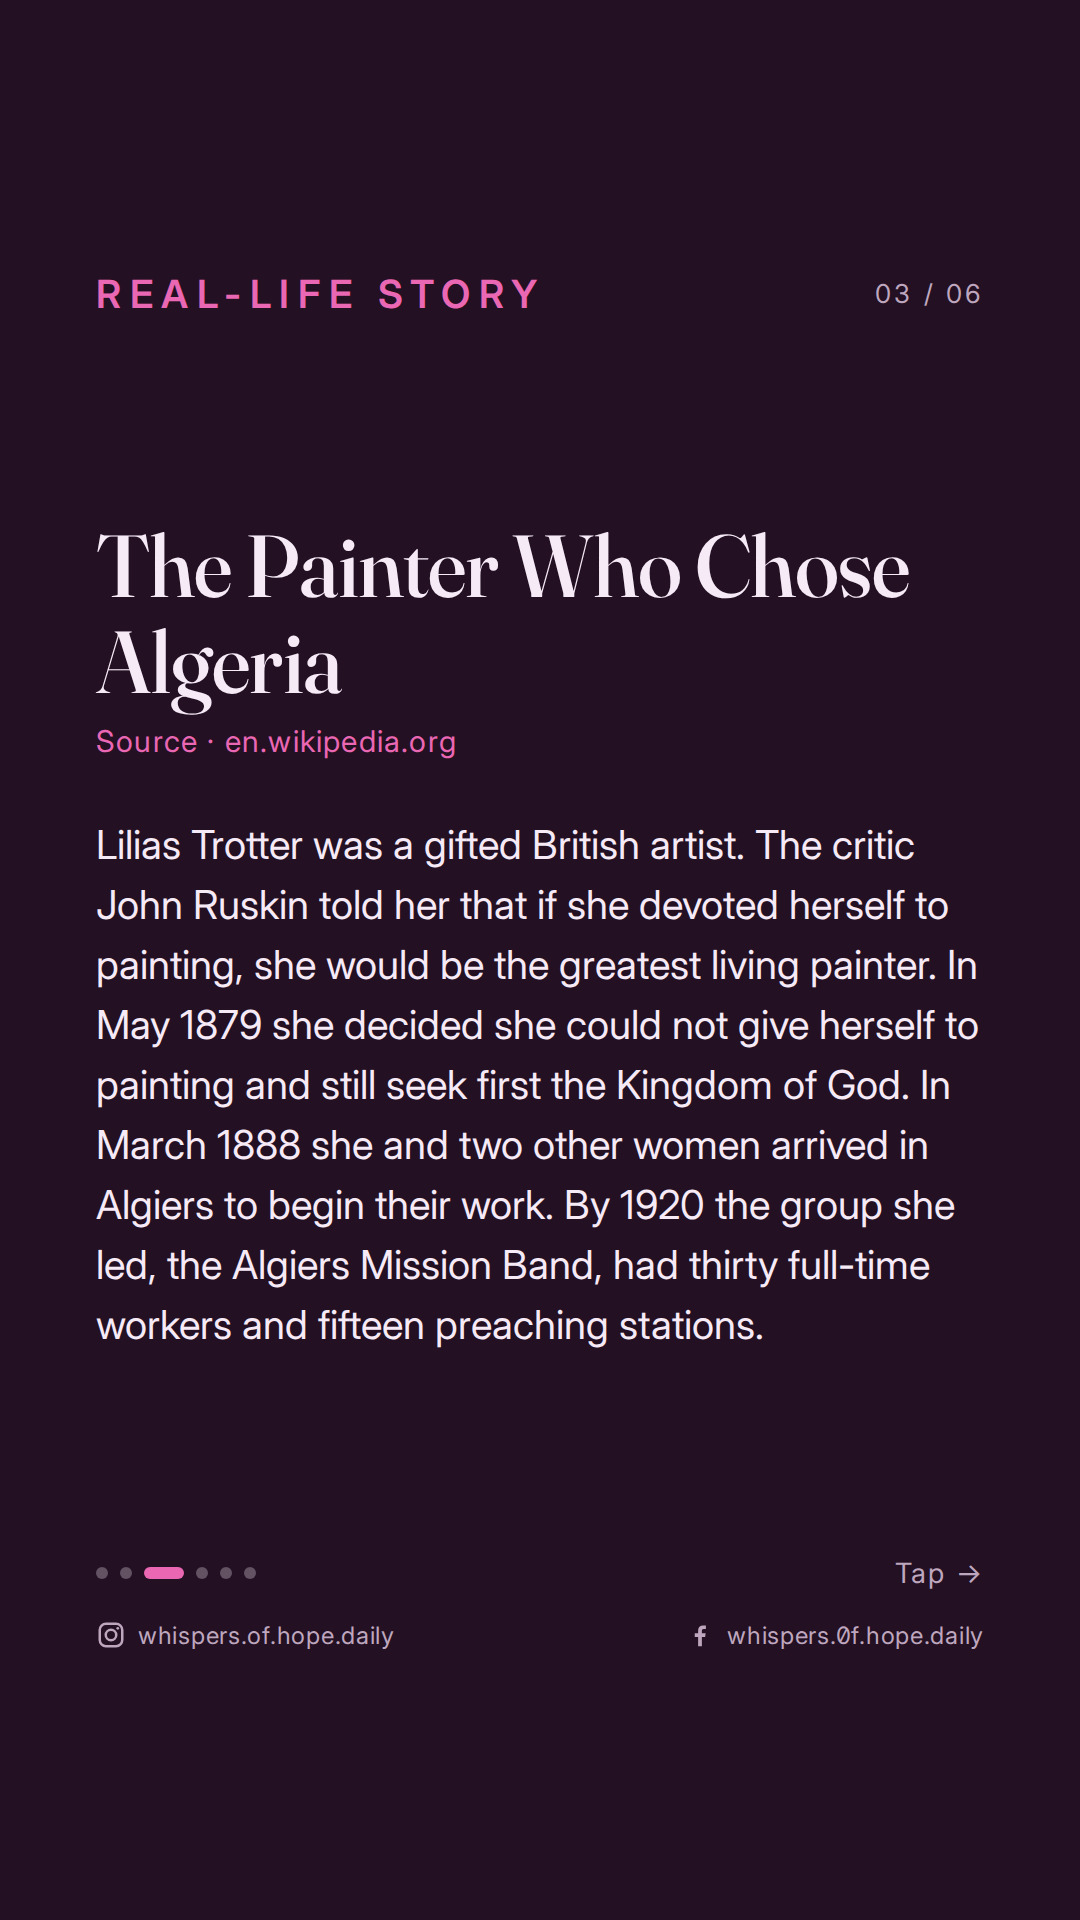 REAL-LIFE STORY
03 / 06
The Painter Who Chose
Algeria
Source · en.wikipedia.org
Lilias Trotter was a gifted British artist. The critic
John Ruskin told her that if she devoted herself to
painting, she would be the greatest living painter. In
May 1879 she decided she could not give herself to
painting and still seek first the Kingdom of God. In
March 1888 she and two other women arrived in
Algiers to begin their work. By 1920 the group she
led, the Algiers Mission Band, had thirty full-time
workers and fifteen preaching stations.
Tap →
whispers.of.hope.daily
whispers.0f.hope.daily